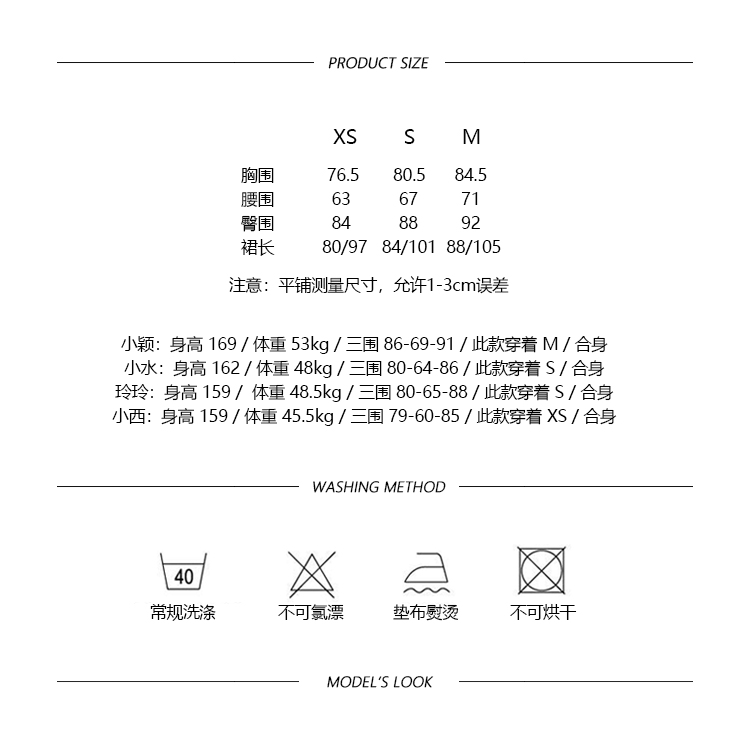 PRODUCT SIZE
XS S M
胸围 76.5 80.5 84.5
腰围 63 67 71
臀围 84 88 92
裙长 80/97 84/101 88/105
注意：平铺测量尺寸，允许1-3cm误差
小颖：身高 169 / 体重 53kg / 三围 86-69-91 / 此款穿着 M / 合身
小水：身高 162 / 体重 48kg / 三围 80-64-86 / 此款穿着 S / 合身
玲玲：身高 159 / 体重 48.5kg / 三围 80-65-88 / 此款穿着 S / 合身
小西：身高 159 / 体重 45.5kg / 三围 79-60-85 / 此款穿着 XS / 合身
WASHING METHOD
40
常规洗涤 不可氯漂 垫布熨烫 不可烘干
MODEL'S LOOK